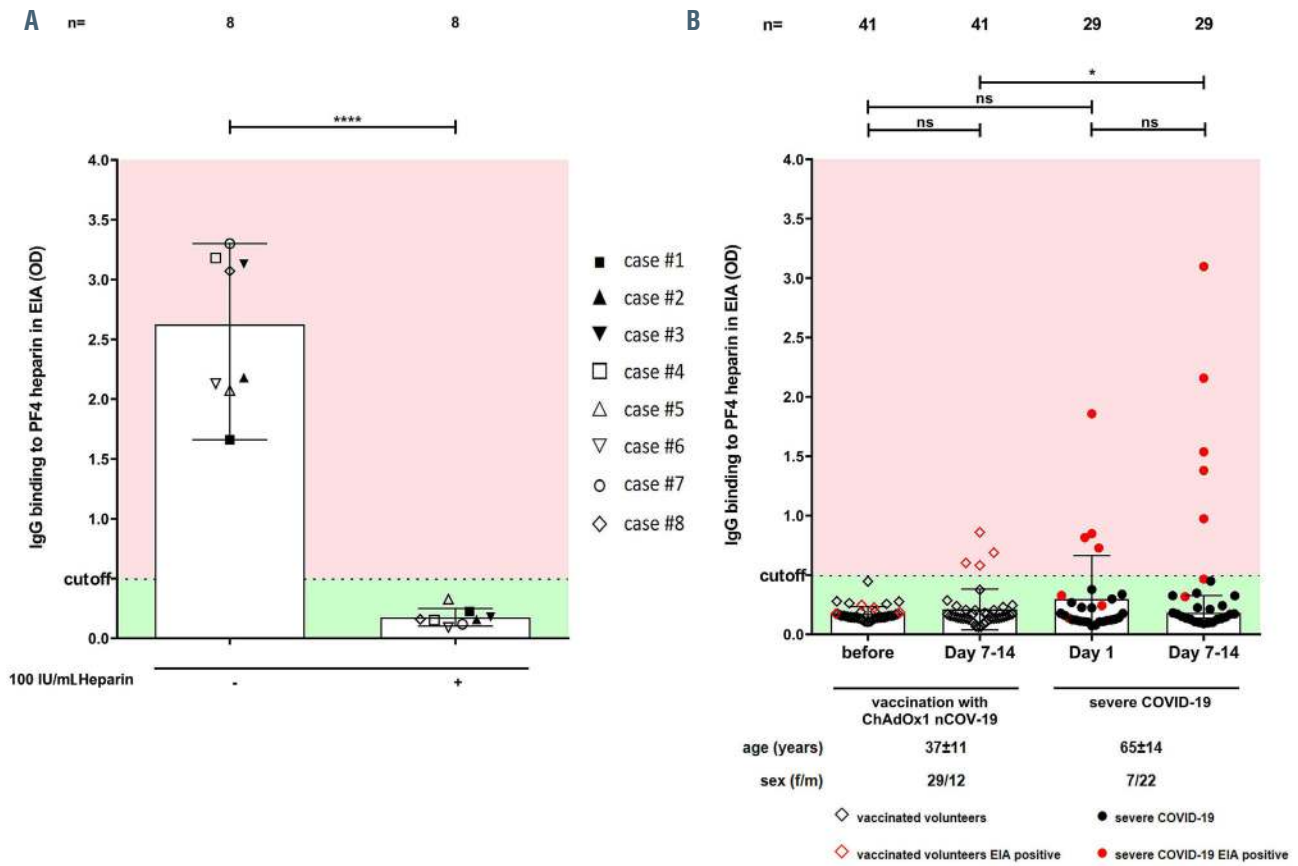 A
n=
8
8
****
IgG binding to PF4 heparin in EIA (OD)
4.0
3.5
3.0
2.5
2.0
1.5
1.0
cutoff
0.0
100 IU/mLHeparin
-
+
case #1
case #2
case #3
case #4
case #5
case #6
case #7
case #8
B
n=
41
41
29
29
*
ns
ns
ns
IgG binding to PF4 heparin in EIA (OD)
4.0
3.5
3.0
2.5
2.0
1.5
1.0
cutoff
0.0
before
Day 7-14
Day 1
Day 7-14
vaccination with
ChAdOx1 nCOV-19
severe COVID-19
age (years)
37±11
65±14
sex (f/m)
29/12
7/22
vaccinated volunteers
severe COVID-19
vaccinated volunteers EIA positive
severe COVID-19 EIA positive